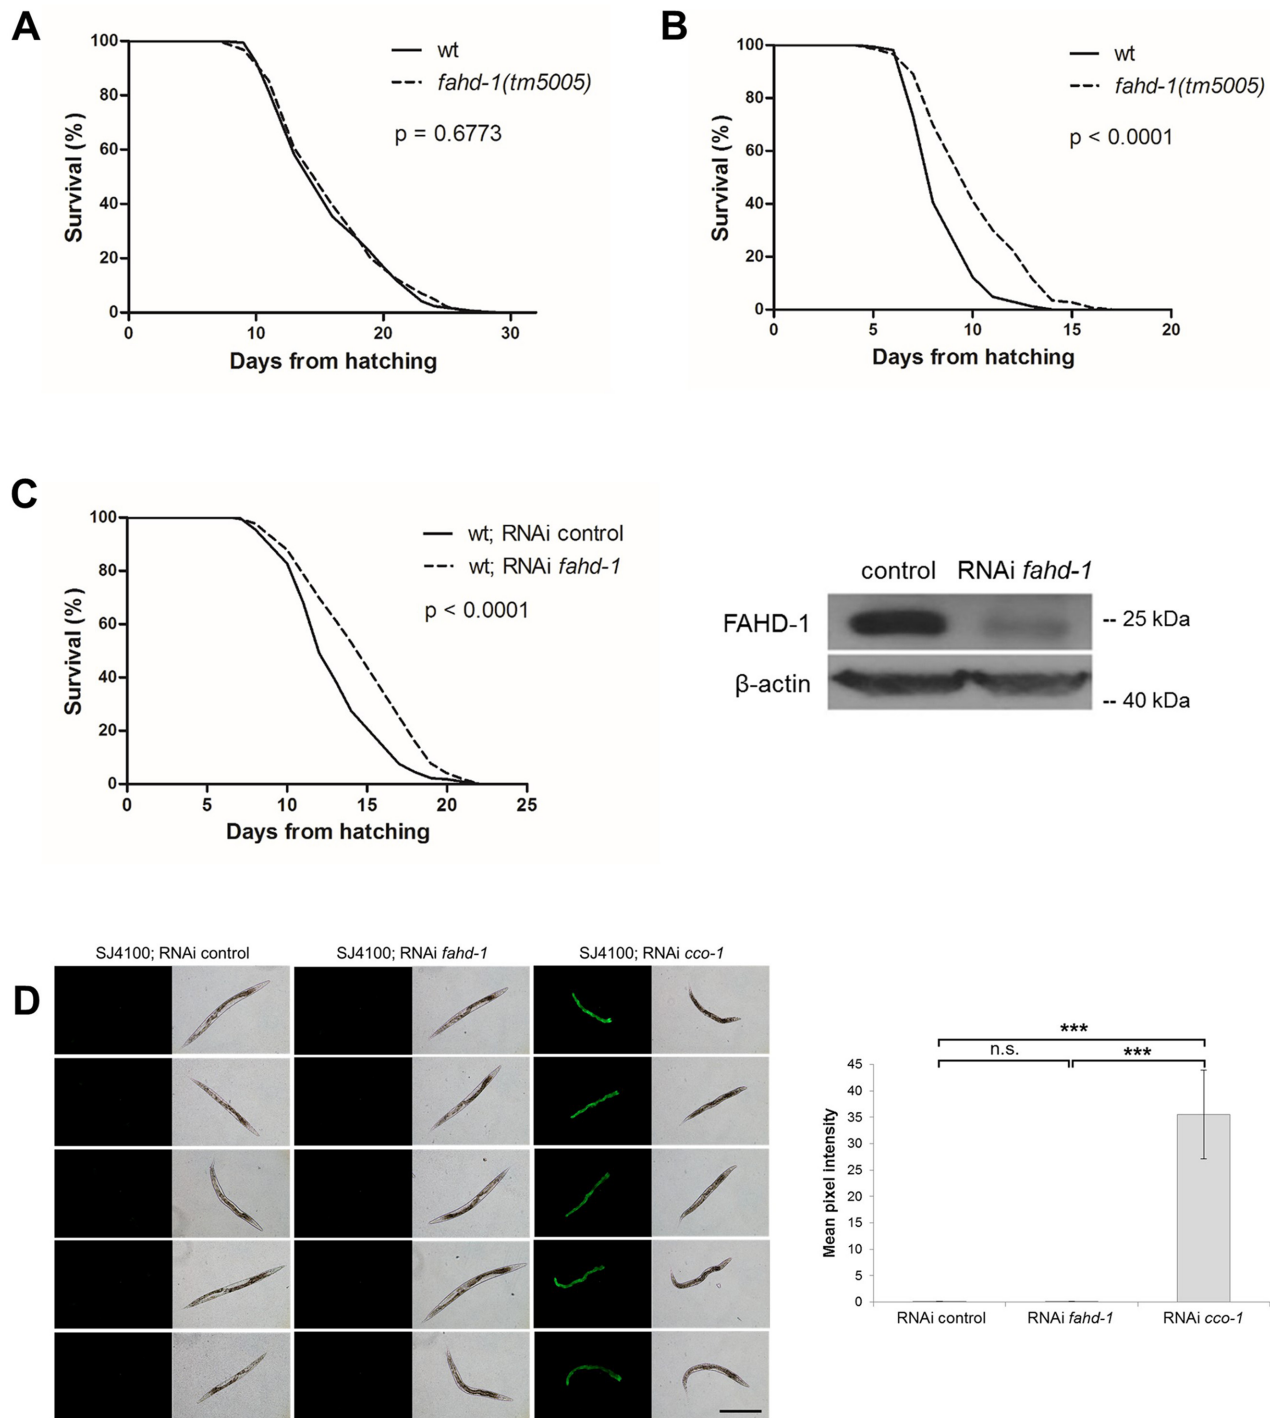 A
100
80
60
40
20
0
Survival (%)
0 10 20 30
Days from hatching
wt
fahd-1(tm5005)
p = 0.6773
B
100
80
60
40
20
0
Survival (%)
0 5 10 15 20
Days from hatching
wt
fahd-1(tm5005)
p < 0.0001
C
100
80
60
40
20
0
Survival (%)
0 5 10 15 20 25
Days from hatching
wt; RNAi control
wt; RNAi fahd-1
p < 0.0001
control RNAi fahd-1
FAHD-1 -- 25 kDa
β-actin
-- 40 kDa
D
SJ4100; RNAi control SJ4100; RNAi fahd-1 SJ4100; RNAi cco-1
***
n.s. ***
45
40
35
30
25
20
15
10
5
0
Mean pixel intensity
RNAi control RNAi fahd-1 RNAi cco-1